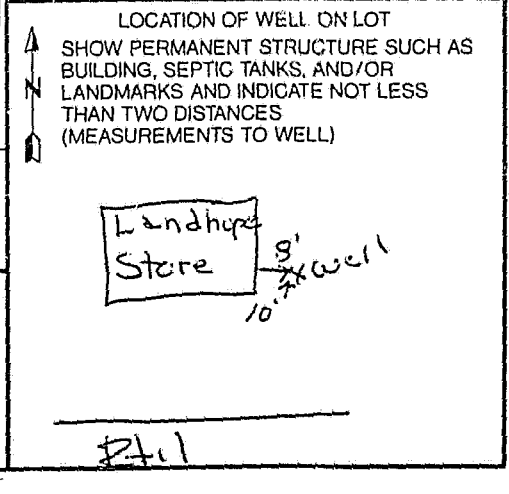 LOCATION OF WELL ON LOT
SHOW PERMANENT STRUCTURE SUCH AS
BUILDING, SEPTIC TANKS, AND/OR
N
LANDMARKS AND INDICATE NOT LESS
THAN TWO DISTANCES
(MEASUREMENTS TO WELL)
Landhope
Store
8'
X well
10'